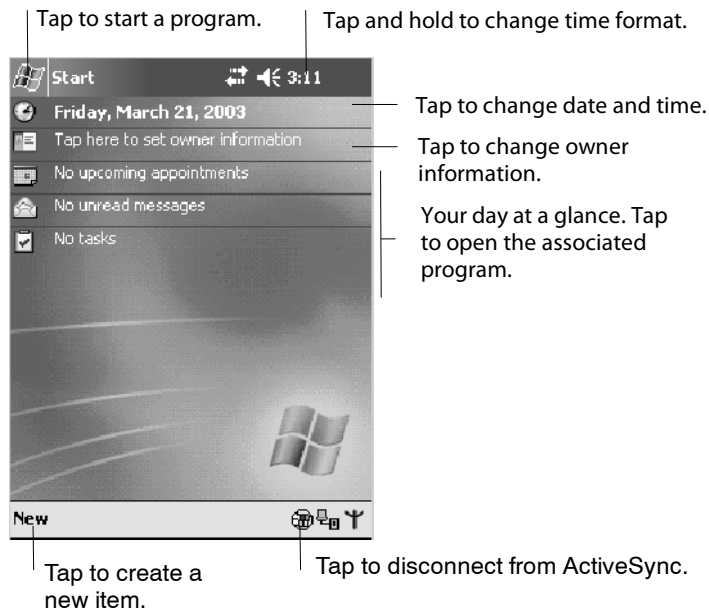 Tap to start a program.
Tap and hold to change time format.
Start
3:11
Friday, March 21, 2003
Tap to change date and time.
Tap here to set owner information
Tap to change owner
information.
No upcoming appointments
No unread messages
No tasks
Your day at a glance. Tap
to open the associated
program.
New
Tap to create a
new item.
Tap to disconnect from ActiveSync.